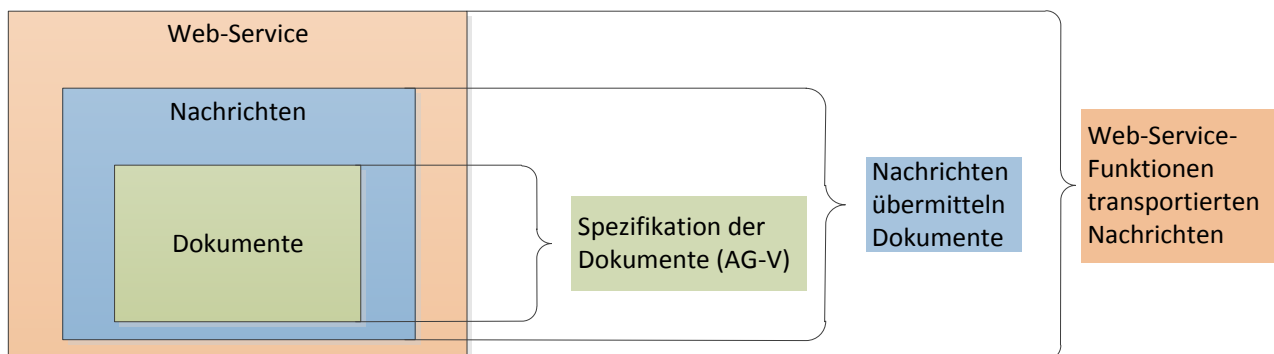 Web-Service
Nachrichten
Dokumente
Spezifikation der
Dokumente (AG-V)
Nachrichten
übermitteln
Dokumente
Web-Service-
Funktionen
transportierten
Nachrichten